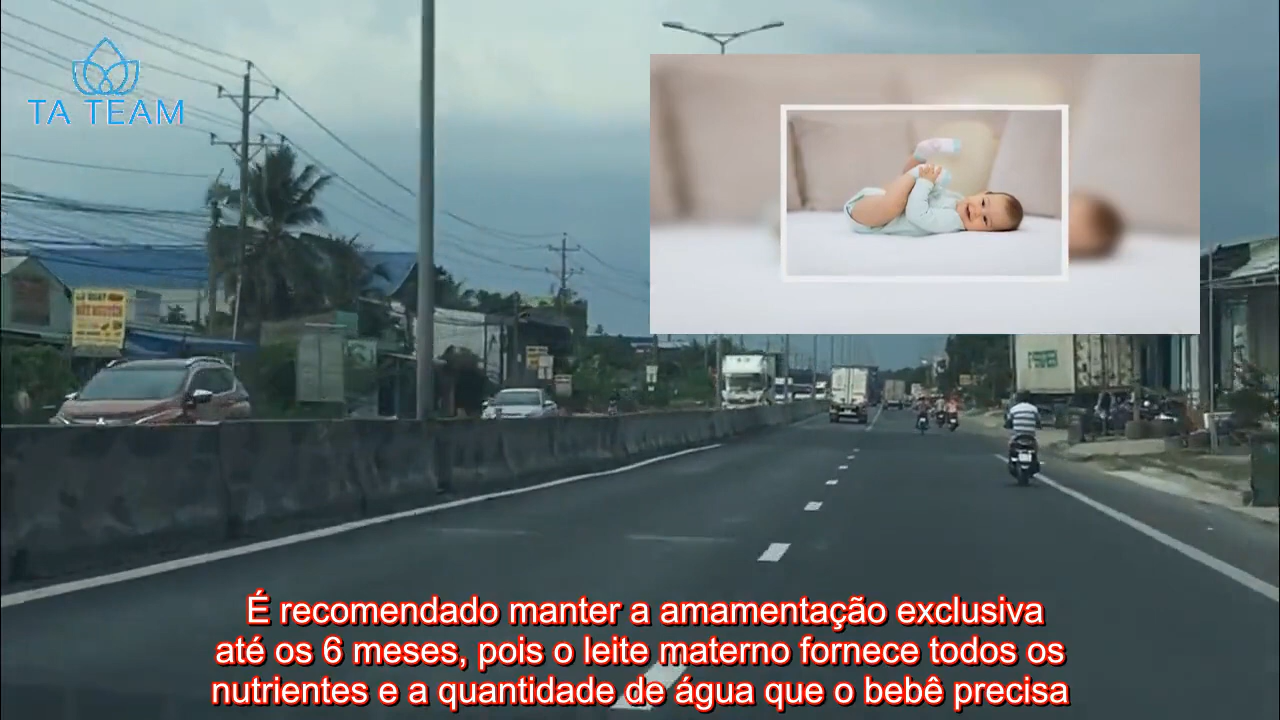 TA TEAM
É recomendado manter a amamentação exclusiva
até os 6 meses, pois o leite materno fornece todos os
nutrientes e a quantidade de água que o bebê precisa